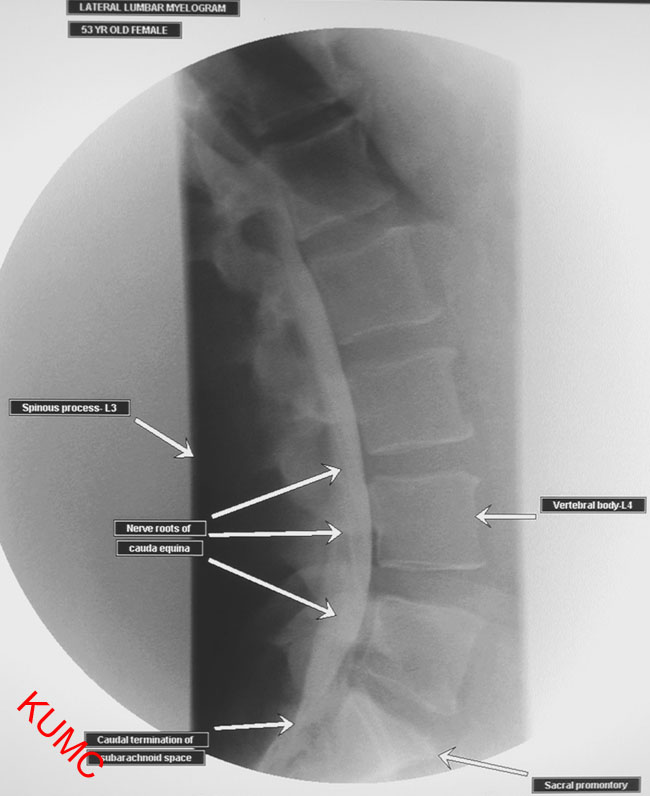 LATERAL LUMBAR MYELOGRAM
53 YR OLD FEMALE
Spinous process- L3
Vertebral body-L4
Nerve roots of
cauda equina
KUMC
Caudal termination of
subarachnoid space
Sacral promontory